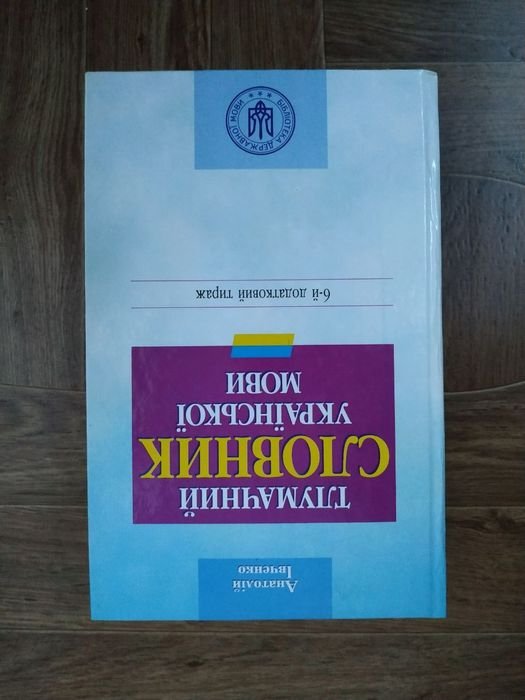 Анатолій
Івченко
ТЛУМАЧНИЙ
СЛОВНИК
УКРАЇНСЬКОЇ
МОВИ
6-й додатковий тираж
БІБЛІОТЕКА ДЕРЖАВНОЇ МОВИ